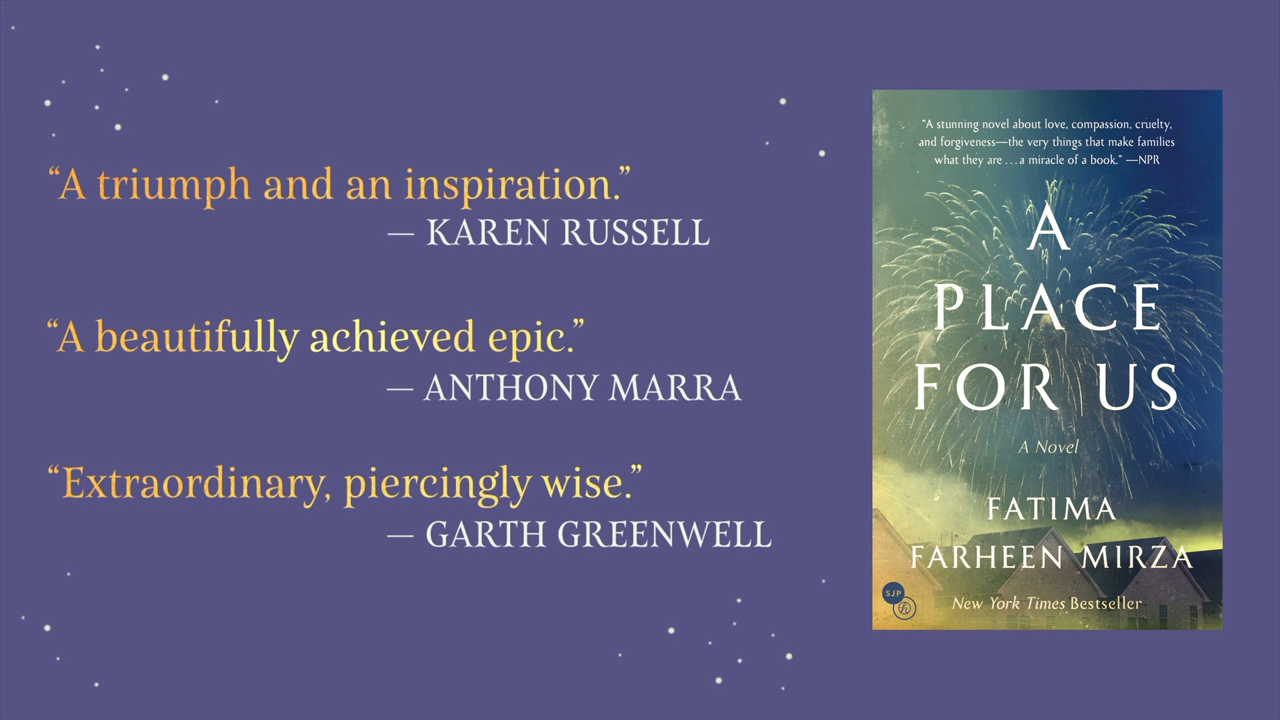 “A triumph and an inspiration.”
— KAREN RUSSELL
“A beautifully achieved epic.”
— ANTHONY MARRA
“Extraordinary, piercingly wise.”
— GARTH GREENWELL
“A stunning novel about love, compassion, cruelty,
and forgiveness—the very things that make families
what they are . . . a miracle of a book.” —NPR
A
PLACE
FOR US
A Novel
FATIMA
FARHEEN MIRZA
SJP
New York Times Bestseller